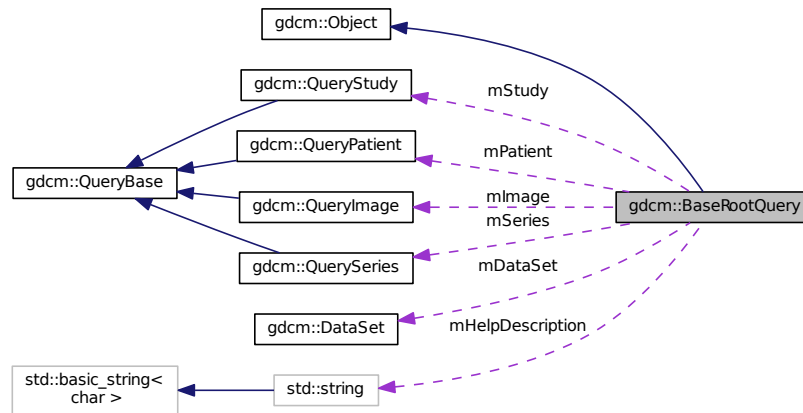 gdcm::Object
gdcm::QueryStudy
mStudy
gdcm::QueryPatient
mPatient
gdcm::QueryBase
gdcm::QueryImage
mImage
gdcm::BaseRootQuery
mSeries
gdcm::QuerySeries
mDataSet
gdcm::DataSet
mHelpDescription
std::basic_string<
char >
std::string